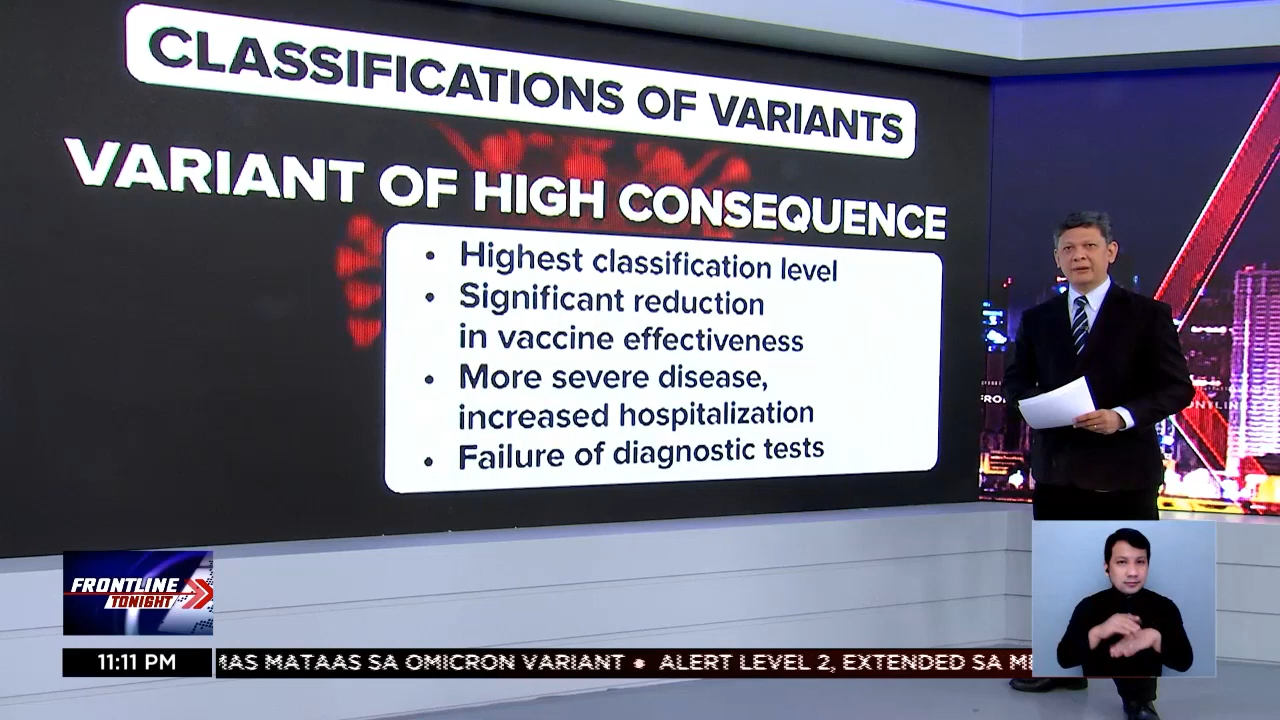 CLASSIFICATIONS OF VARIANTS
VARIANT OF HIGH CONSEQUENCE
• Highest classification level
• Significant reduction
in vaccine effectiveness
• More severe disease,
increased hospitalization
• Failure of diagnostic tests
FRONTLINE
TONIGHT
11:11 PM
MAS MATAAS SA OMICRON VARIANT • ALERT LEVEL 2, EXTENDED SA